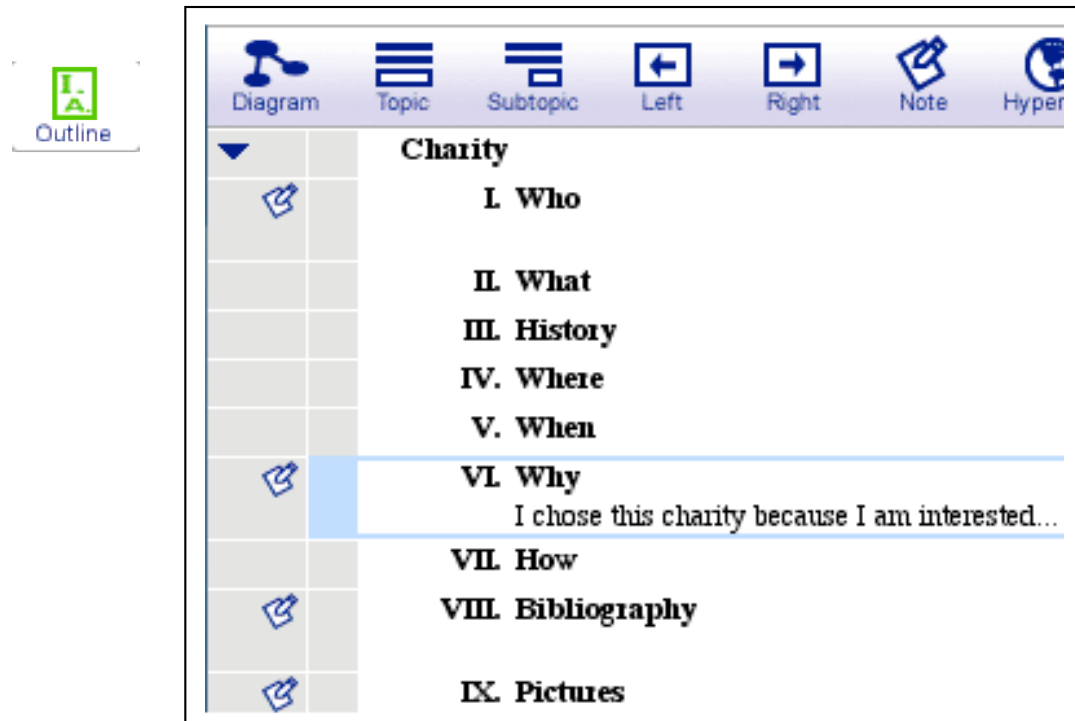 I.
A.
Outline
Diagram Topic Subtopic Left Right Note Hyper
Charity
I. Who
II. What
III. History
IV. Where
V. When
VI. Why
I chose this charity because I am interested...
VII. How
VIII. Bibliography
IX. Pictures